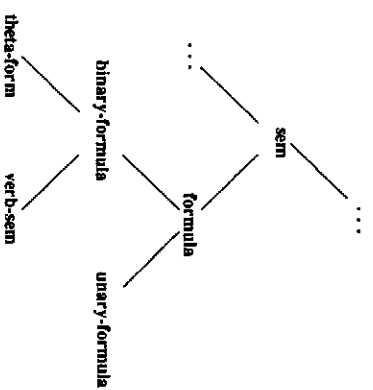 ...
sem
... formula
binary-formula unary-formula
theta-form verb-sem